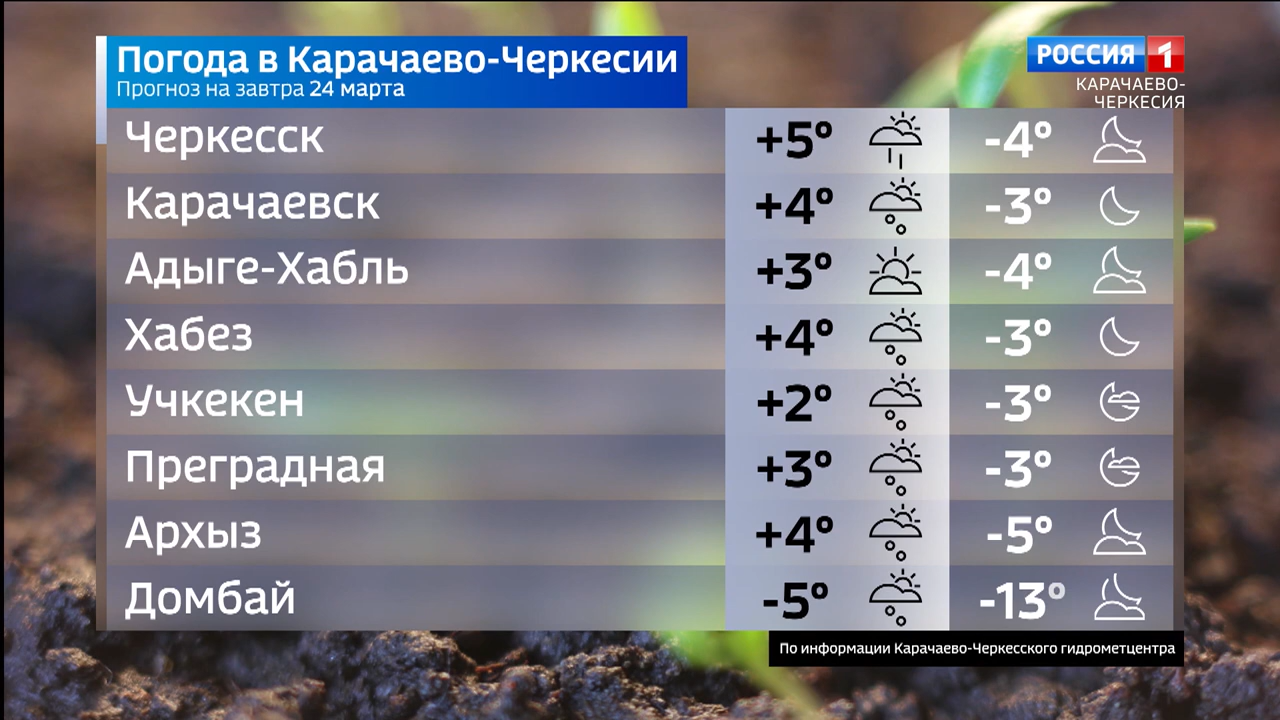 Погода в Карачаево-Черкесии
Прогноз на завтра 24 марта
РОССИЯ 1
КАРАЧАЕВО-
ЧЕРКЕСИЯ
Черкесск +5° -4°
Карачаевск +4° -3°
Адыге-Хабль +3° -4°
Хабез +4° -3°
Учкекен +2° -3°
Преградная +3° -3°
Архыз +4° -5°
Домбай -5° -13°
По информации Карачаево-Черкесского гидрометцентра